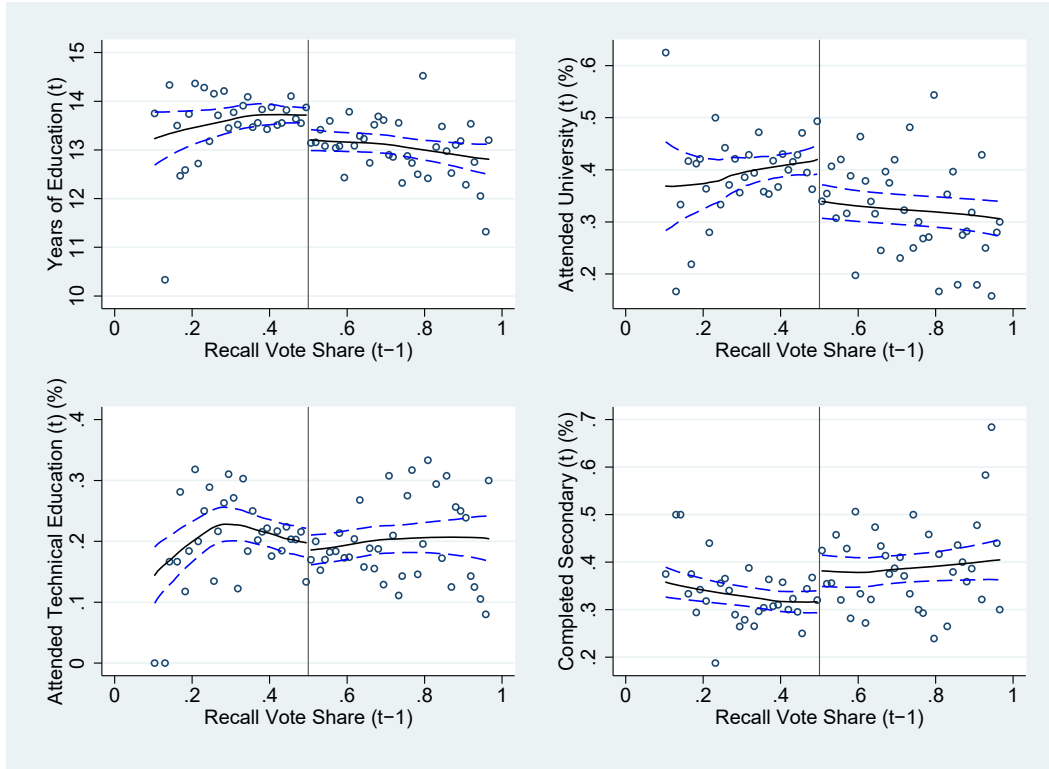 Years of Education (t)
15
14
13
12
11
10
0 .2 .4 .6 .8 1
Recall Vote Share (t−1)
Attended University (t) (%)
.6
.5
.4
.3
.2
0 .2 .4 .6 .8 1
Recall Vote Share (t−1)
Attended Technical Education (t) (%)
.4
.3
.2
.1
0
0 .2 .4 .6 .8 1
Recall Vote Share (t−1)
Completed Secondary (t) (%)
.7
.6
.5
.4
.3
.2
0 .2 .4 .6 .8 1
Recall Vote Share (t−1)